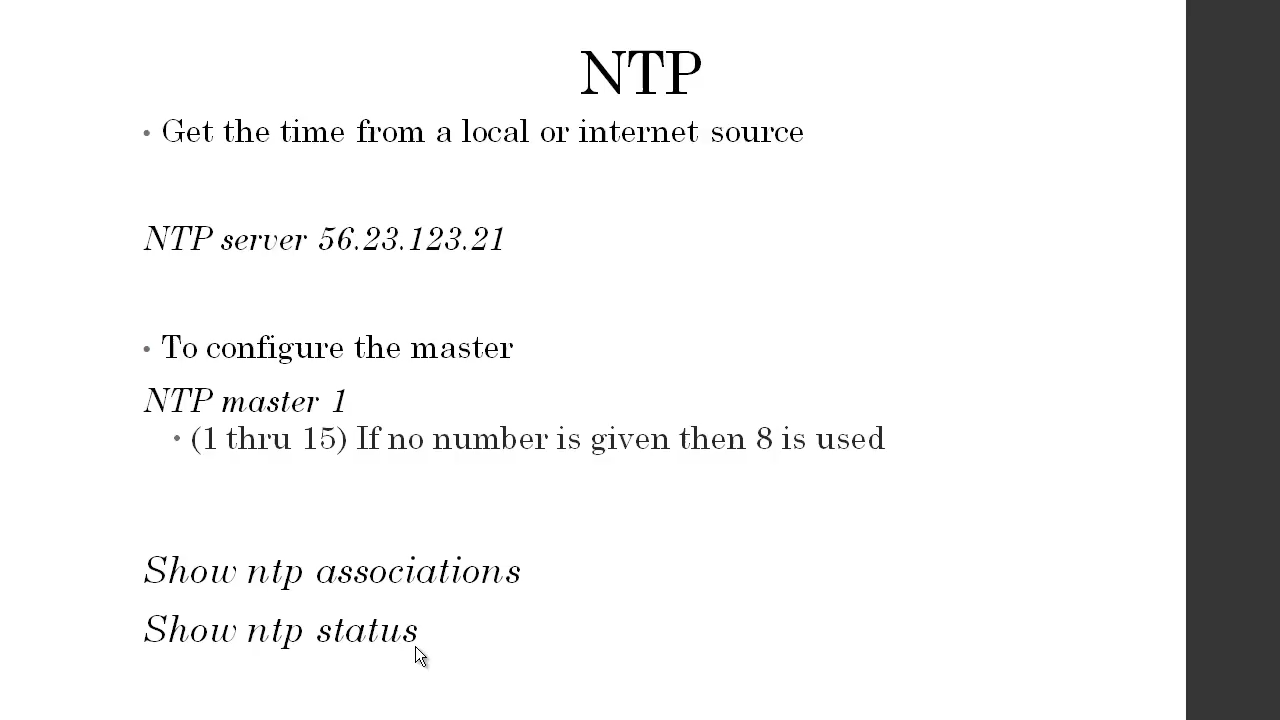 NTP
• Get the time from a local or internet source
NTP server 56.23.123.21
• To configure the master
NTP master 1
• (1 thru 15) If no number is given then 8 is used
Show ntp associations
Show ntp status